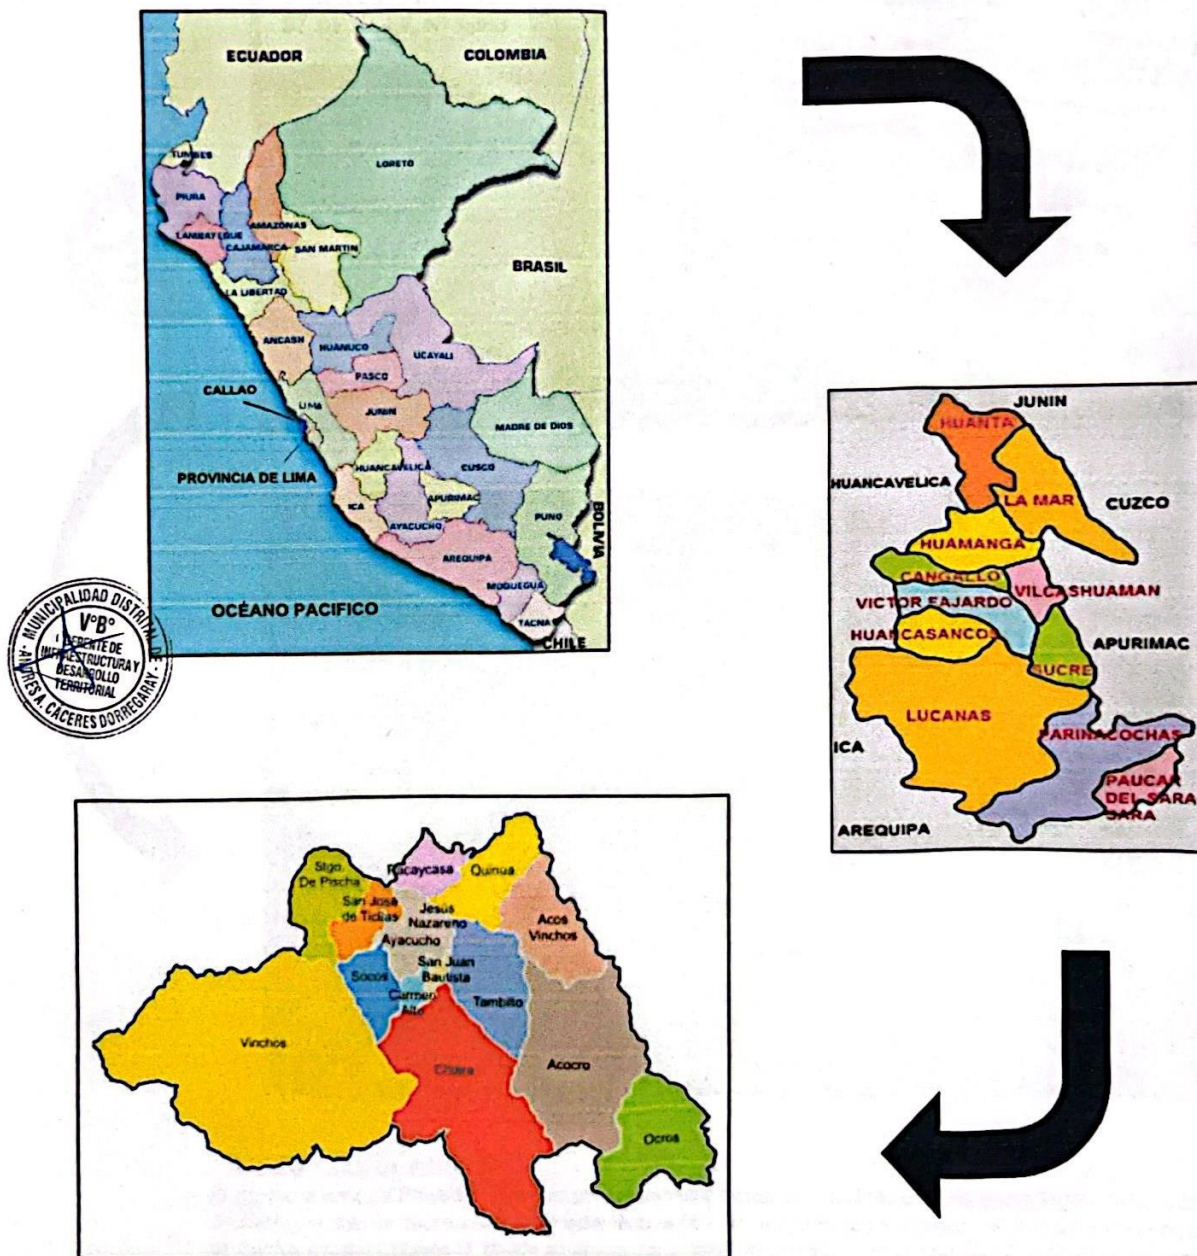 ECUADOR
COLOMBIA
TUMBES
LORETO
PIURA
AMAZONAS
LAMBAYEQUE
CAJAMARCA
SAN MARTIN
BRASIL
LA LIBERTAD
ANCASH
HUANUCO
UCAYALI
PASCO
CALLAO
LIMA
JUNIN
MADRE DE DIOS
PROVINCIA DE LIMA
HUANCAVELICA
CUSCO
ICA
APURIMAC
AYACUCHO
PUNO
BOLIVIA
AREQUIPA
MOQUEGUA
OCÉANO PACIFICO
TACNA
CHILE
MUNICIPALIDAD DISTRITAL DE
V°B°
GERENTE DE
INFRAESTRUCTURA Y
DESARROLLO
TERRITORIAL
ANDRES A. CÁCERES DORREGARAY
JUNIN
HUANTA
HUANCAVELICA
LA MAR
CUZCO
HUAMANGA
CANGALLO
VILCASHUAMAN
VICTOR FAJARDO
HUANCASANCOS
APURIMAC
SUCRE
LUCANAS
PARINACOCHAS
ICA
PAUCAR
DEL SARA
SARA
AREQUIPA
Stgo
De Pischa
Pacaycasa
Quinua
San José
de Ticllas
Jesús
Nazareno
Acos
Vinchos
Ayacucho
San Juan
Bautista
Socos
Carmen
Alto
Tambillo
Vinchos
Chiara
Acocro
Ocros